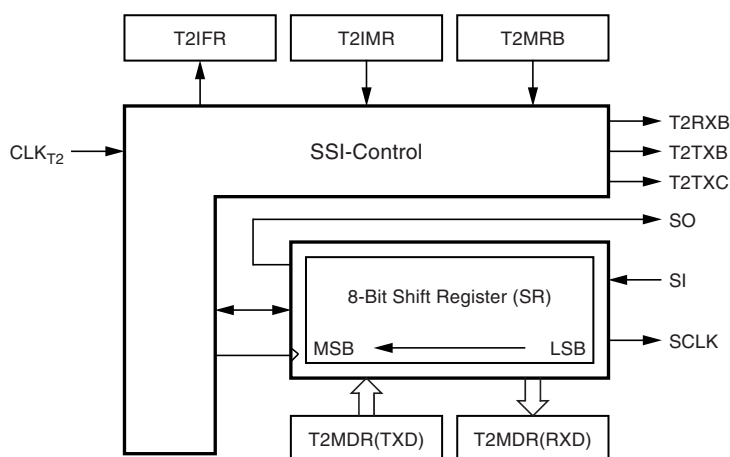 T2IFR
T2IMR
T2MRB
T2RXB
CLKT2
SSI-Control
T2TXB
T2TXC
SO
SI
8-Bit Shift Register (SR)
SCLK
MSB
LSB
T2MDR(TXD)
T2MDR(RXD)